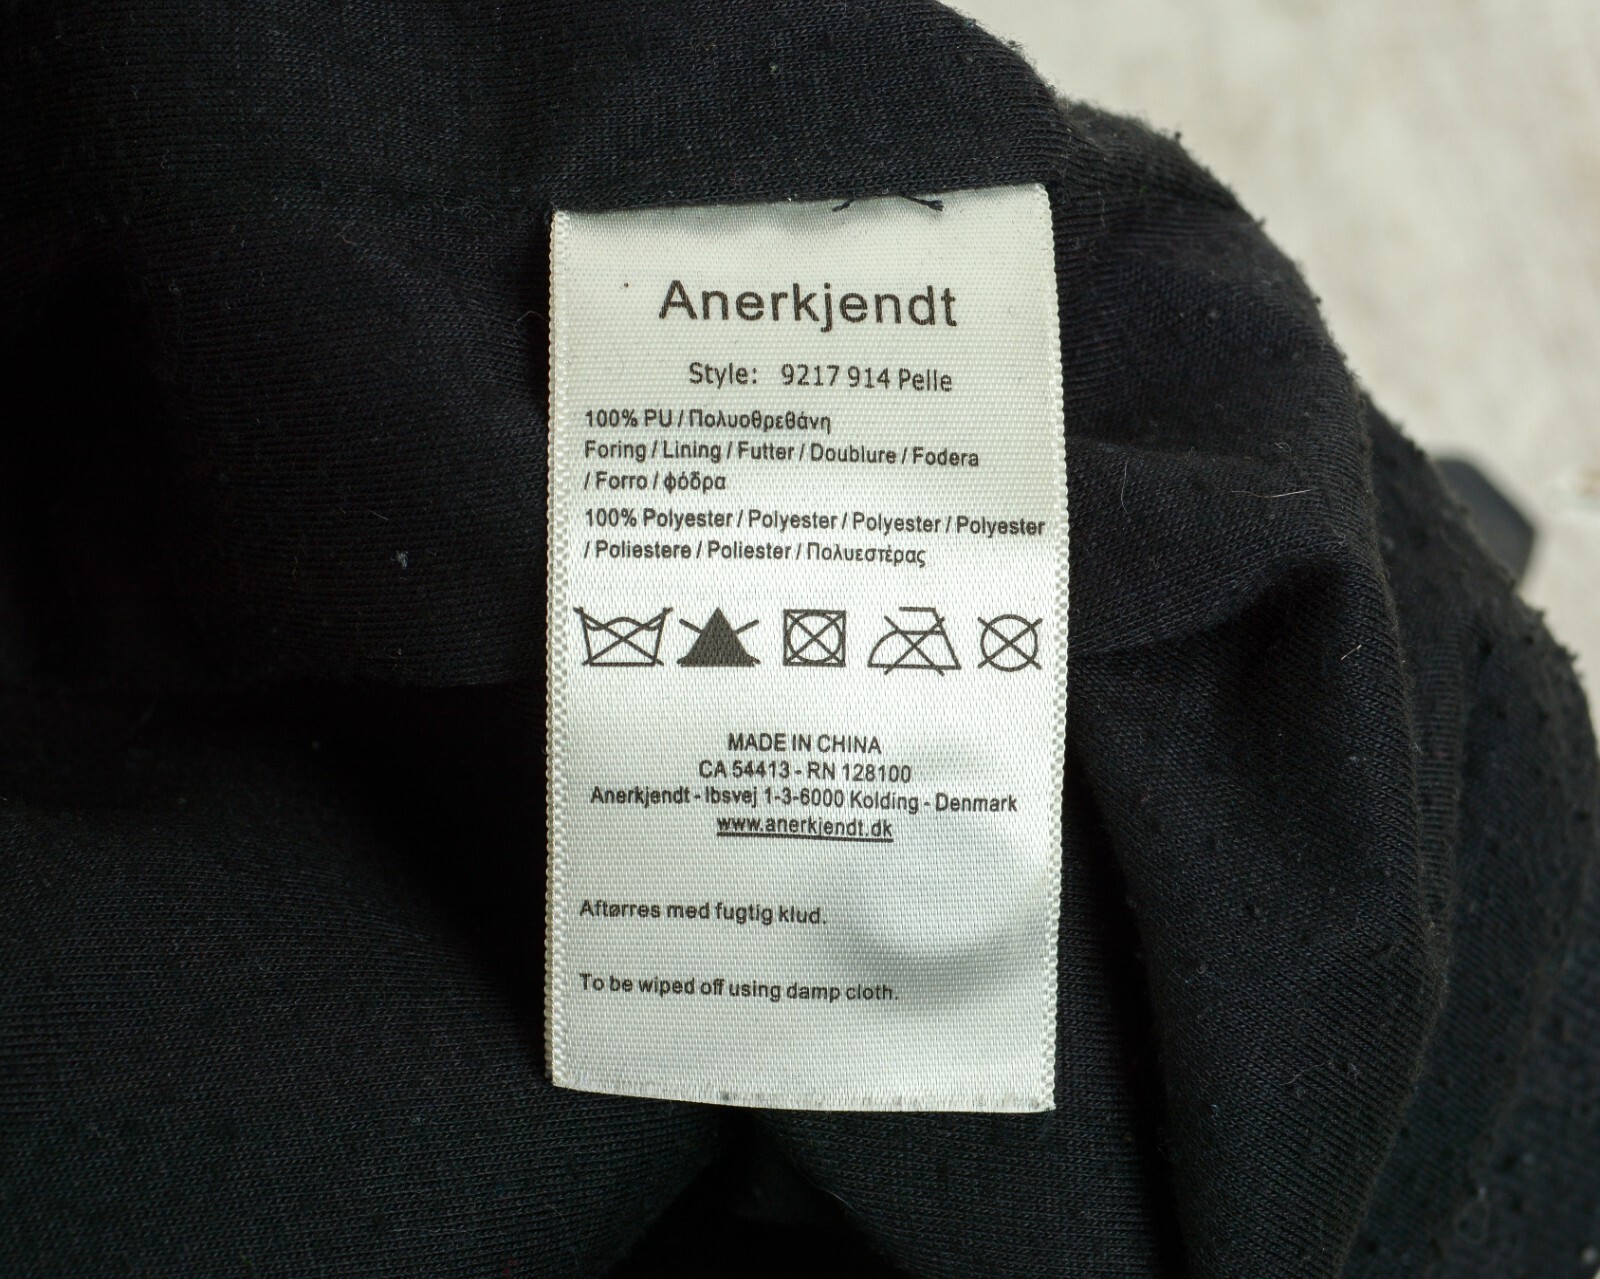 Anerkjendt
Style: 9217 914 Pelle
100% PU / Πολυοθρεθάνη
Foring / Lining / Futter / Doublure / Fodera
/ Forro / φόδρα
100% Polyester / Polyester / Polyester / Polyester
/ Poliestere / Poliester / Πολυεστέρας
MADE IN CHINA
CA 54413 - RN 128100
Anerkjendt - Ibsvej 1-3-6000 Kolding - Denmark
www.anerkjendt.dk
Aftørres med fugtig klud.
To be wiped off using damp cloth.